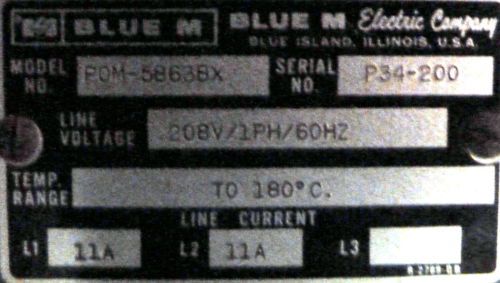 BLUE M BLUE M Electric Company
BLUE ISLAND, ILLINOIS, U.S.A.
MODEL NO. POM-5863BX SERIAL NO. P34-200
LINE VOLTAGE 208V/1PH/60HZ
TEMP. RANGE TO 180°C.
LINE CURRENT
L1 11A L2 11A L3